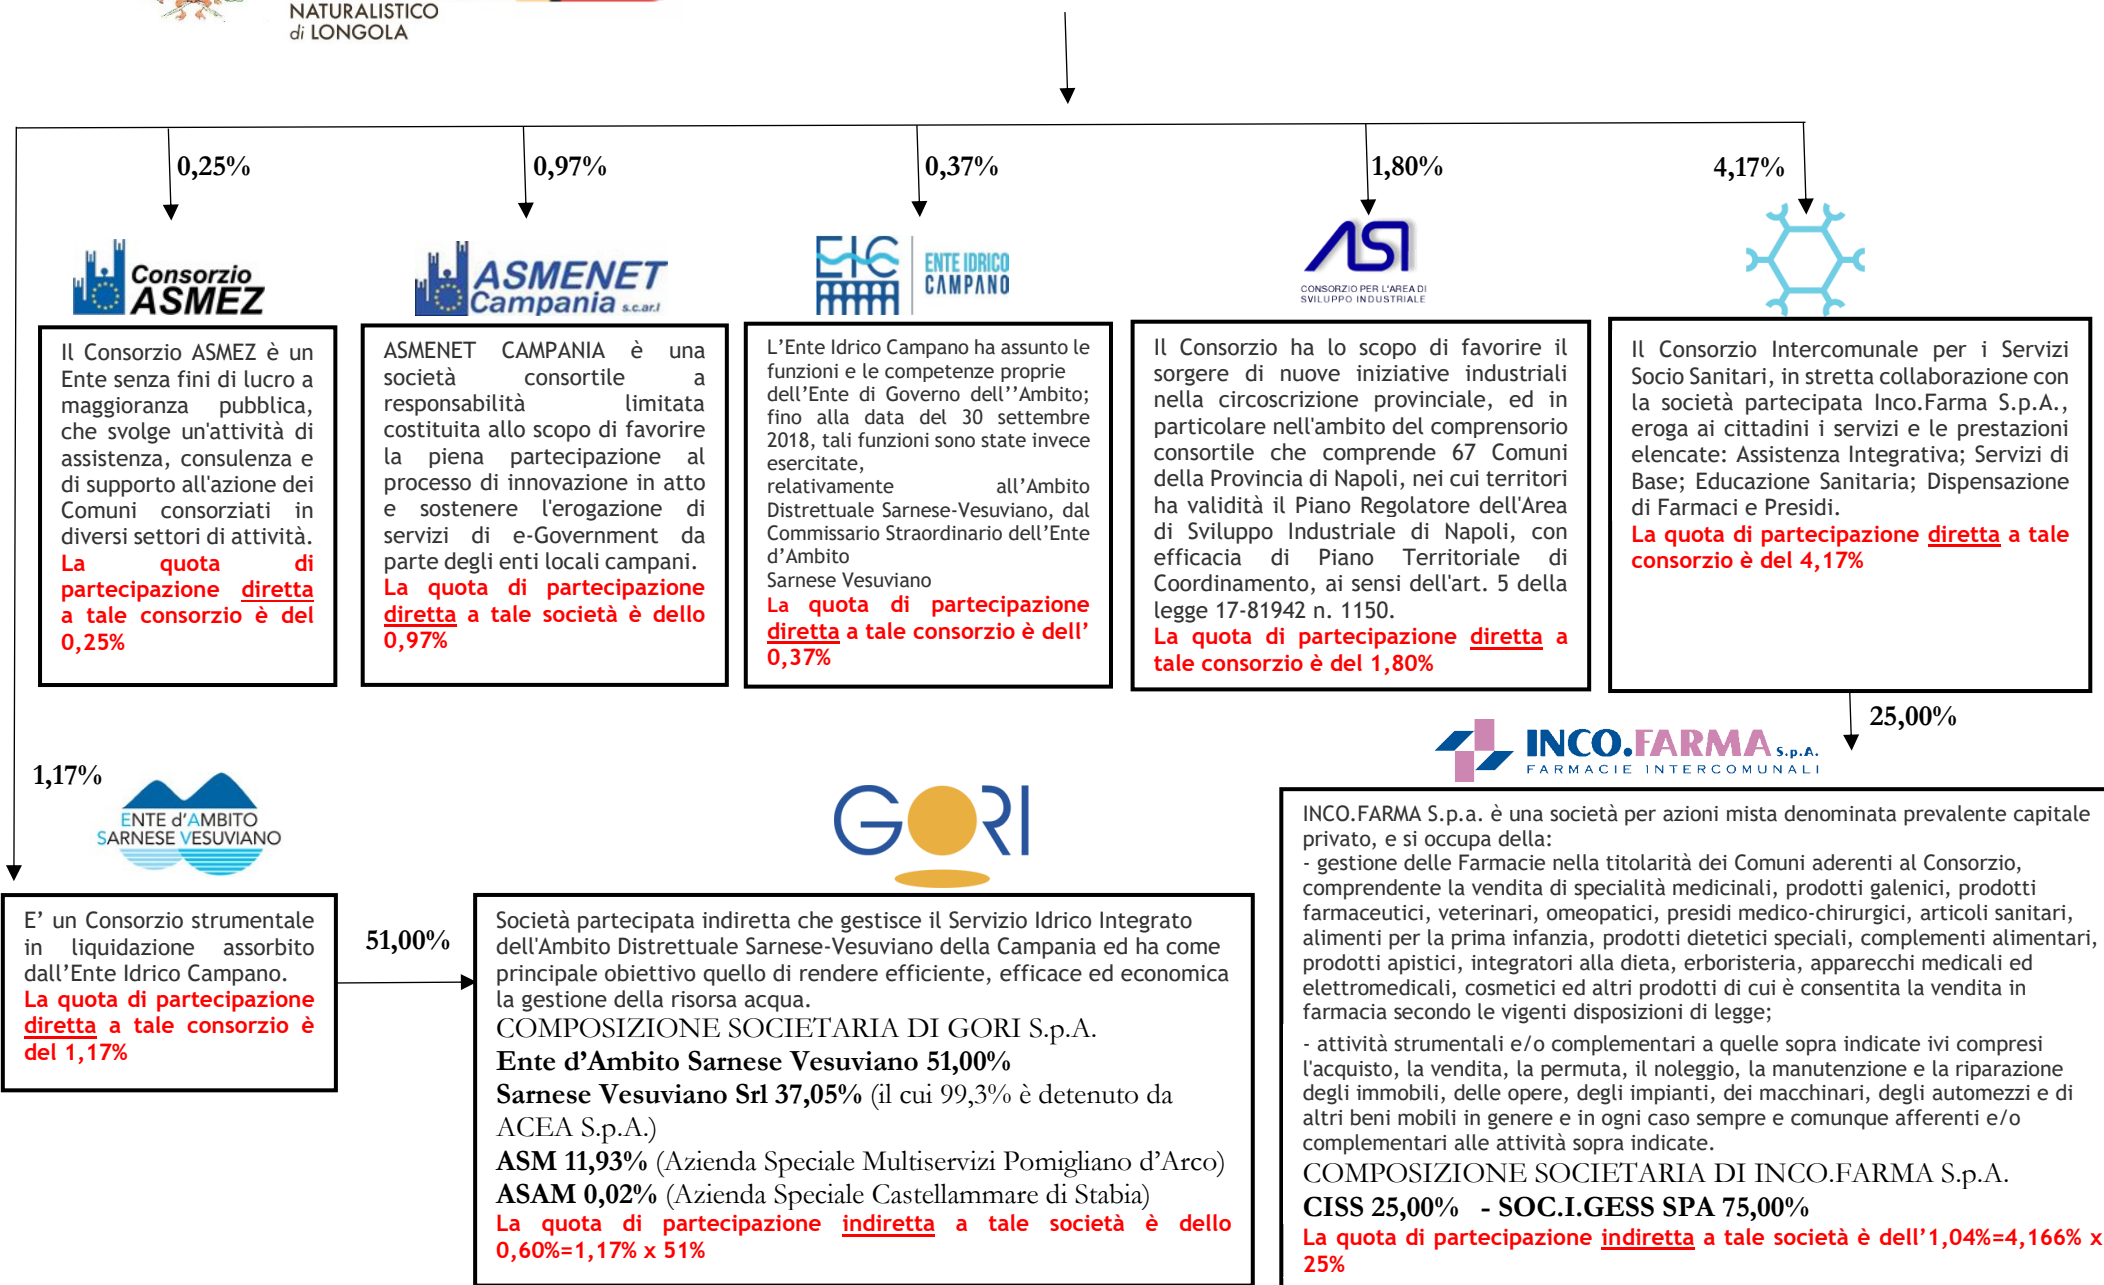 NATURALISTICO
di LONGOLA
0,25%
0,97%
0,37%
1,80%
4,17%
Consorzio
ASMEZ
ASMENET
Campania s.c.ar.l
EIC
ENTE IDRICO
CAMPANO
ASI
CONSORZIO PER L'AREA DI
SVILUPPO INDUSTRIALE
Il Consorzio ASMEZ è un
Ente senza fini di lucro a
maggioranza pubblica,
che svolge un'attività di
assistenza, consulenza e
di supporto all'azione dei
Comuni consorziati in
diversi settori di attività.
La quota di
partecipazione diretta
a tale consorzio è del
0,25%
ASMENET CAMPANIA è una
società consortile a
responsabilità limitata
costituita allo scopo di favorire
la piena partecipazione al
processo di innovazione in atto
e sostenere l'erogazione di
servizi di e-Government da
parte degli enti locali campani.
La quota di partecipazione
diretta a tale società è dello
0,97%
L’Ente Idrico Campano ha assunto le
funzioni e le competenze proprie
dell’Ente di Governo dell’’Ambito;
fino alla data del 30 settembre
2018, tali funzioni sono state invece
esercitate,
relativamente all’Ambito
Distrettuale Sarnese-Vesuviano, dal
Commissario Straordinario dell’Ente
d’Ambito
Sarnese Vesuviano
La quota di partecipazione
diretta a tale consorzio è dell’
0,37%
Il Consorzio ha lo scopo di favorire il
sorgere di nuove iniziative industriali
nella circoscrizione provinciale, ed in
particolare nell'ambito del comprensorio
consortile che comprende 67 Comuni
della Provincia di Napoli, nei cui territori
ha validità il Piano Regolatore dell'Area
di Sviluppo Industriale di Napoli, con
efficacia di Piano Territoriale di
Coordinamento, ai sensi dell'art. 5 della
legge 17-81942 n. 1150.
La quota di partecipazione diretta a
tale consorzio è del 1,80%
Il Consorzio Intercomunale per i Servizi
Socio Sanitari, in stretta collaborazione con
la società partecipata Inco.Farma S.p.A.,
eroga ai cittadini i servizi e le prestazioni
elencate: Assistenza Integrativa; Servizi di
Base; Educazione Sanitaria; Dispensazione
di Farmaci e Presidi.
La quota di partecipazione diretta a tale
consorzio è del 4,17%
25,00%
INCO.FARMA S.p.A.
FARMACIE INTERCOMUNALI
1,17%
ENTE d'AMBITO
SARNESE VESUVIANO
GORI
E’ un Consorzio strumentale
in liquidazione assorbito
dall’Ente Idrico Campano.
La quota di partecipazione
diretta a tale consorzio è
del 1,17%
51,00%
Società partecipata indiretta che gestisce il Servizio Idrico Integrato
dell'Ambito Distrettuale Sarnese-Vesuviano della Campania ed ha come
principale obiettivo quello di rendere efficiente, efficace ed economica
la gestione della risorsa acqua.
COMPOSIZIONE SOCIETARIA DI GORI S.p.A.
Ente d’Ambito Sarnese Vesuviano 51,00%
Sarnese Vesuviano Srl 37,05% (il cui 99,3% è detenuto da
ACEA S.p.A.)
ASM 11,93% (Azienda Speciale Multiservizi Pomigliano d’Arco)
ASAM 0,02% (Azienda Speciale Castellammare di Stabia)
La quota di partecipazione indiretta a tale società è dello
0,60%=1,17% x 51%
INCO.FARMA S.p.a. è una società per azioni mista denominata prevalente capitale
privato, e si occupa della:
- gestione delle Farmacie nella titolarità dei Comuni aderenti al Consorzio,
comprendente la vendita di specialità medicinali, prodotti galenici, prodotti
farmaceutici, veterinari, omeopatici, presidi medico-chirurgici, articoli sanitari,
alimenti per la prima infanzia, prodotti dietetici speciali, complementi alimentari,
prodotti apistici, integratori alla dieta, erboristeria, apparecchi medicali ed
elettromedicali, cosmetici ed altri prodotti di cui è consentita la vendita in
farmacia secondo le vigenti disposizioni di legge;
- attività strumentali e/o complementari a quelle sopra indicate ivi compresi
l'acquisto, la vendita, la permuta, il noleggio, la manutenzione e la riparazione
degli immobili, delle opere, degli impianti, dei macchinari, degli automezzi e di
altri beni mobili in genere e in ogni caso sempre e comunque afferenti e/o
complementari alle attività sopra indicate.
COMPOSIZIONE SOCIETARIA DI INCO.FARMA S.p.A.
CISS 25,00% - SOC.I.GESS SPA 75,00%
La quota di partecipazione indiretta a tale società è dell’1,04%=4,166% x
25%